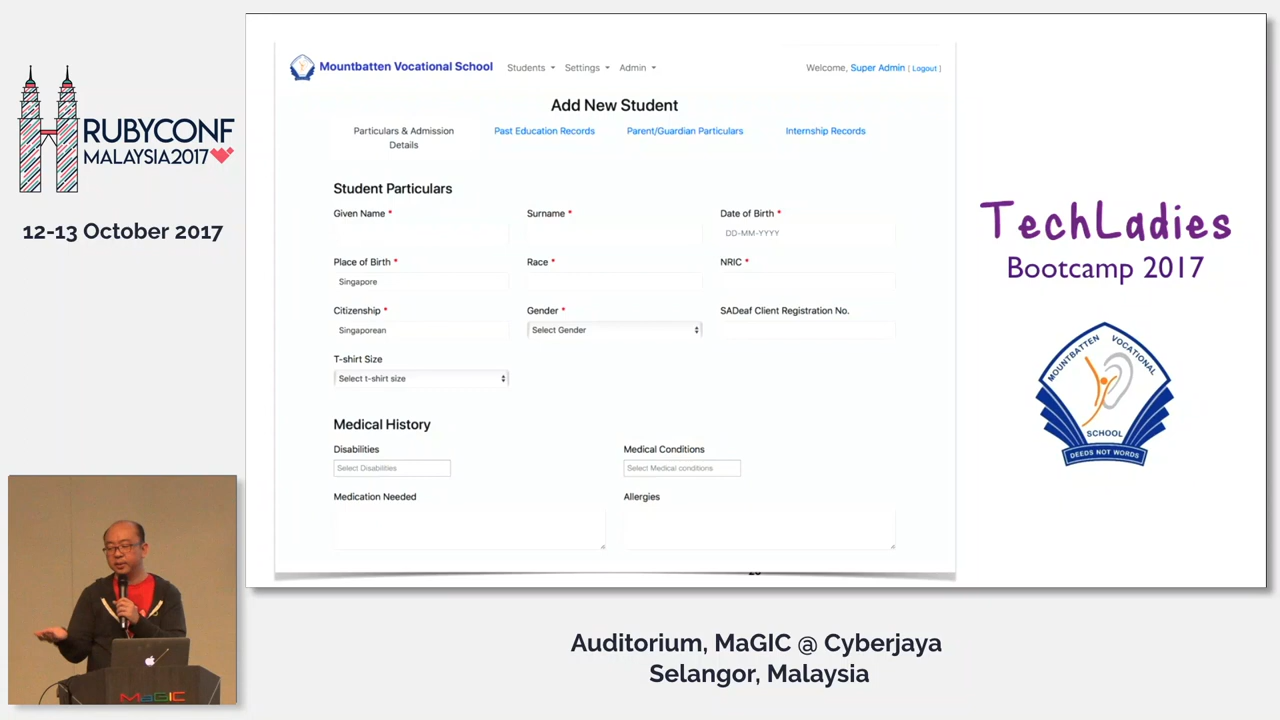 RUBYCONF
MALAYSIA2017
12-13 October 2017
Mountbatten Vocational School
Students
Settings
Admin
Welcome, Super Admin [ Logout ]
Add New Student
Particulars & Admission
Details
Past Education Records
Parent/Guardian Particulars
Internship Records
Student Particulars
Given Name *
Surname *
Date of Birth *
DD-MM-YYYY
Place of Birth *
Race *
NRIC *
Singapore
Citizenship *
Gender *
SADeaf Client Registration No.
Singaporean
Select Gender
T-shirt Size
Select t-shirt size
Medical History
Disabilities
Medical Conditions
Select Disabilities
Select Medical conditions
Medication Needed
Allergies
TechLadies
Bootcamp 2017
MOUNTBATTEN VOCATIONAL
SCHOOL
DEEDS NOT WORDS
MaGIC
Auditorium, MaGIC @ Cyberjaya
Selangor, Malaysia